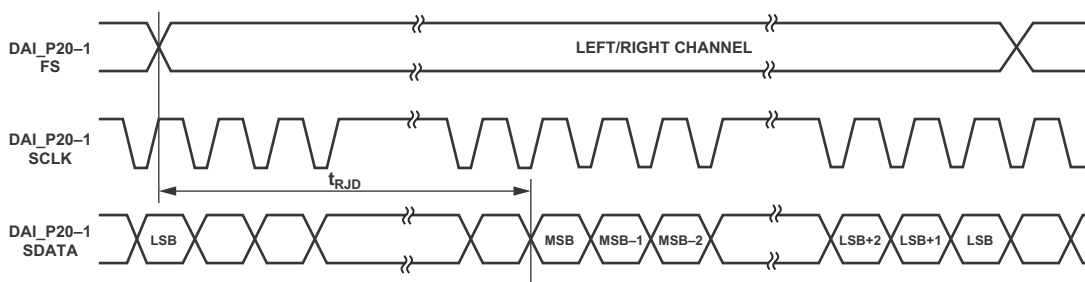 DAI_P20–1
FS
LEFT/RIGHT CHANNEL
DAI_P20–1
SCLK
tRJD
DAI_P20–1
SDATA
LSB
MSB
MSB–1
MSB–2
LSB+2
LSB+1
LSB